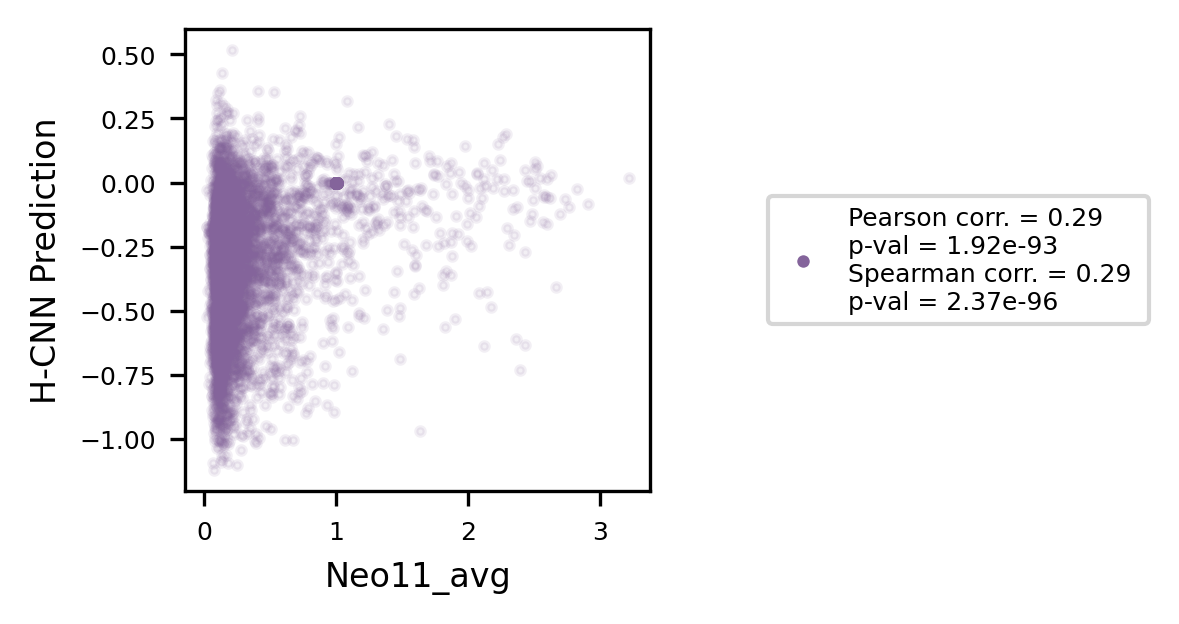 0.50
0.25
0.00
−0.25
−0.50
−0.75
−1.00
H-CNN Prediction
0 1 2 3
Neo11_avg
Pearson corr. = 0.29
p-val = 1.92e-93
Spearman corr. = 0.29
p-val = 2.37e-96